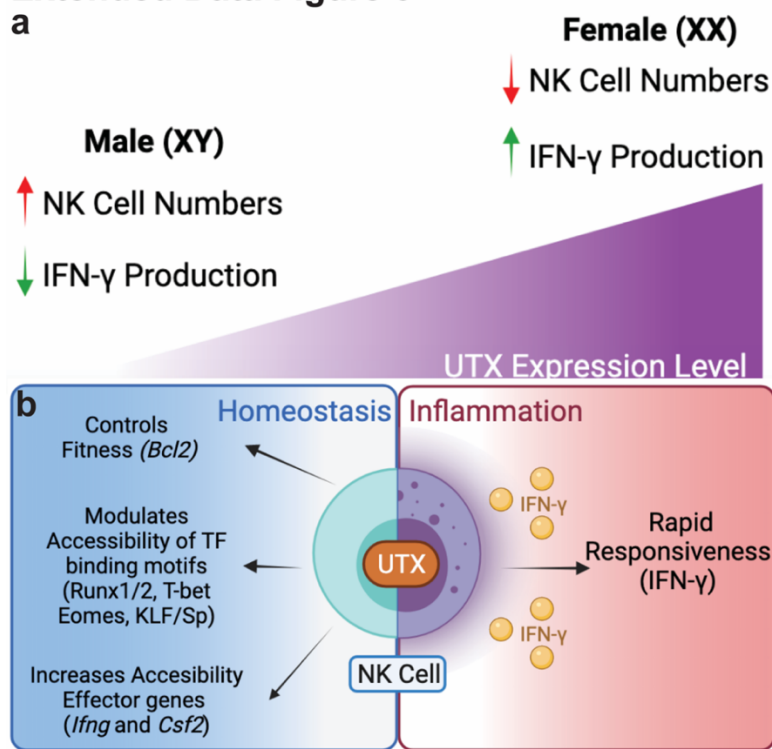 a
Female (XX)
NK Cell Numbers
IFN-γ Production
Male (XY)
NK Cell Numbers
IFN-γ Production
UTX Expression Level
b
Homeostasis
Inflammation
Controls
Fitness (Bcl2)
Modulates
Accessibility of TF
binding motifs
(Runx1/2, T-bet
Eomes, KLF/Sp)
Increases Accesibility
Effector genes
(Ifng and Csf2)
UTX
NK Cell
IFN-γ
IFN-γ
Rapid
Responsiveness
(IFN-γ)